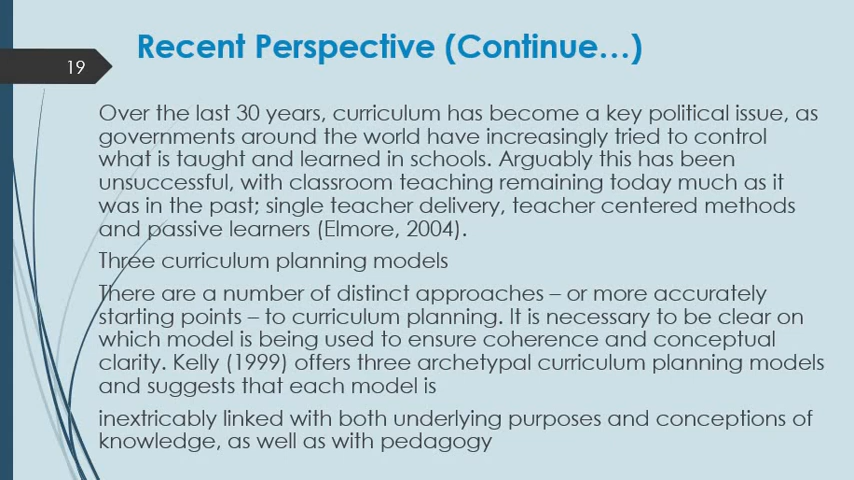 Recent Perspective (Continue…)
19
Over the last 30 years, curriculum has become a key political issue, as
governments around the world have increasingly tried to control
what is taught and learned in schools. Arguably this has been
unsuccessful, with classroom teaching remaining today much as it
was in the past; single teacher delivery, teacher centered methods
and passive learners (Elmore, 2004).
Three curriculum planning models
There are a number of distinct approaches – or more accurately
starting points – to curriculum planning. It is necessary to be clear on
which model is being used to ensure coherence and conceptual
clarity. Kelly (1999) offers three archetypal curriculum planning models
and suggests that each model is
inextricably linked with both underlying purposes and conceptions of
knowledge, as well as with pedagogy